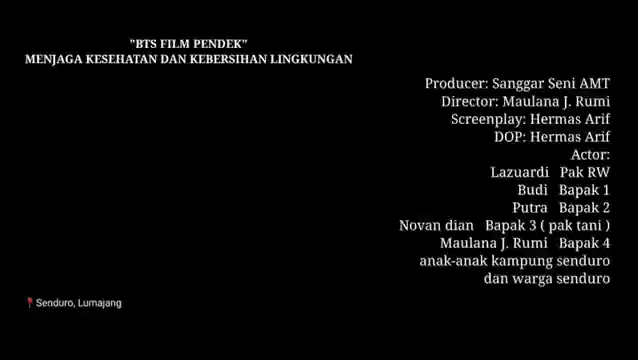 "BTS FILM PENDEK"
MENJAGA KESEHATAN DAN KEBERSIHAN LINGKUNGAN
Producer: Sanggar Seni AMT
Director: Maulana J. Rumi
Screenplay: Hermas Arif
DOP: Hermas Arif
Actor:
Lazuardi Pak RW
Budi Bapak 1
Putra Bapak 2
Novan dian Bapak 3 ( pak tani )
Maulana J. Rumi Bapak 4
anak-anak kampung senduro
dan warga senduro
Senduro, Lumajang